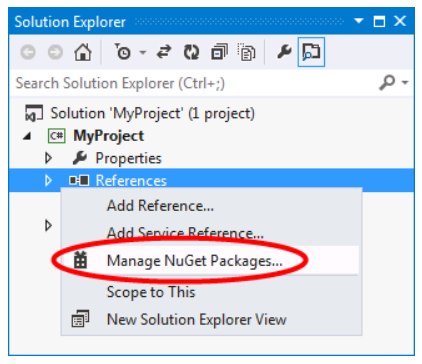 Solution Explorer
Search Solution Explorer (Ctrl+;)
Solution 'MyProject' (1 project)
C# MyProject
Properties
References
Add Reference...
Add Service Reference...
Manage NuGet Packages...
Scope to This
New Solution Explorer View